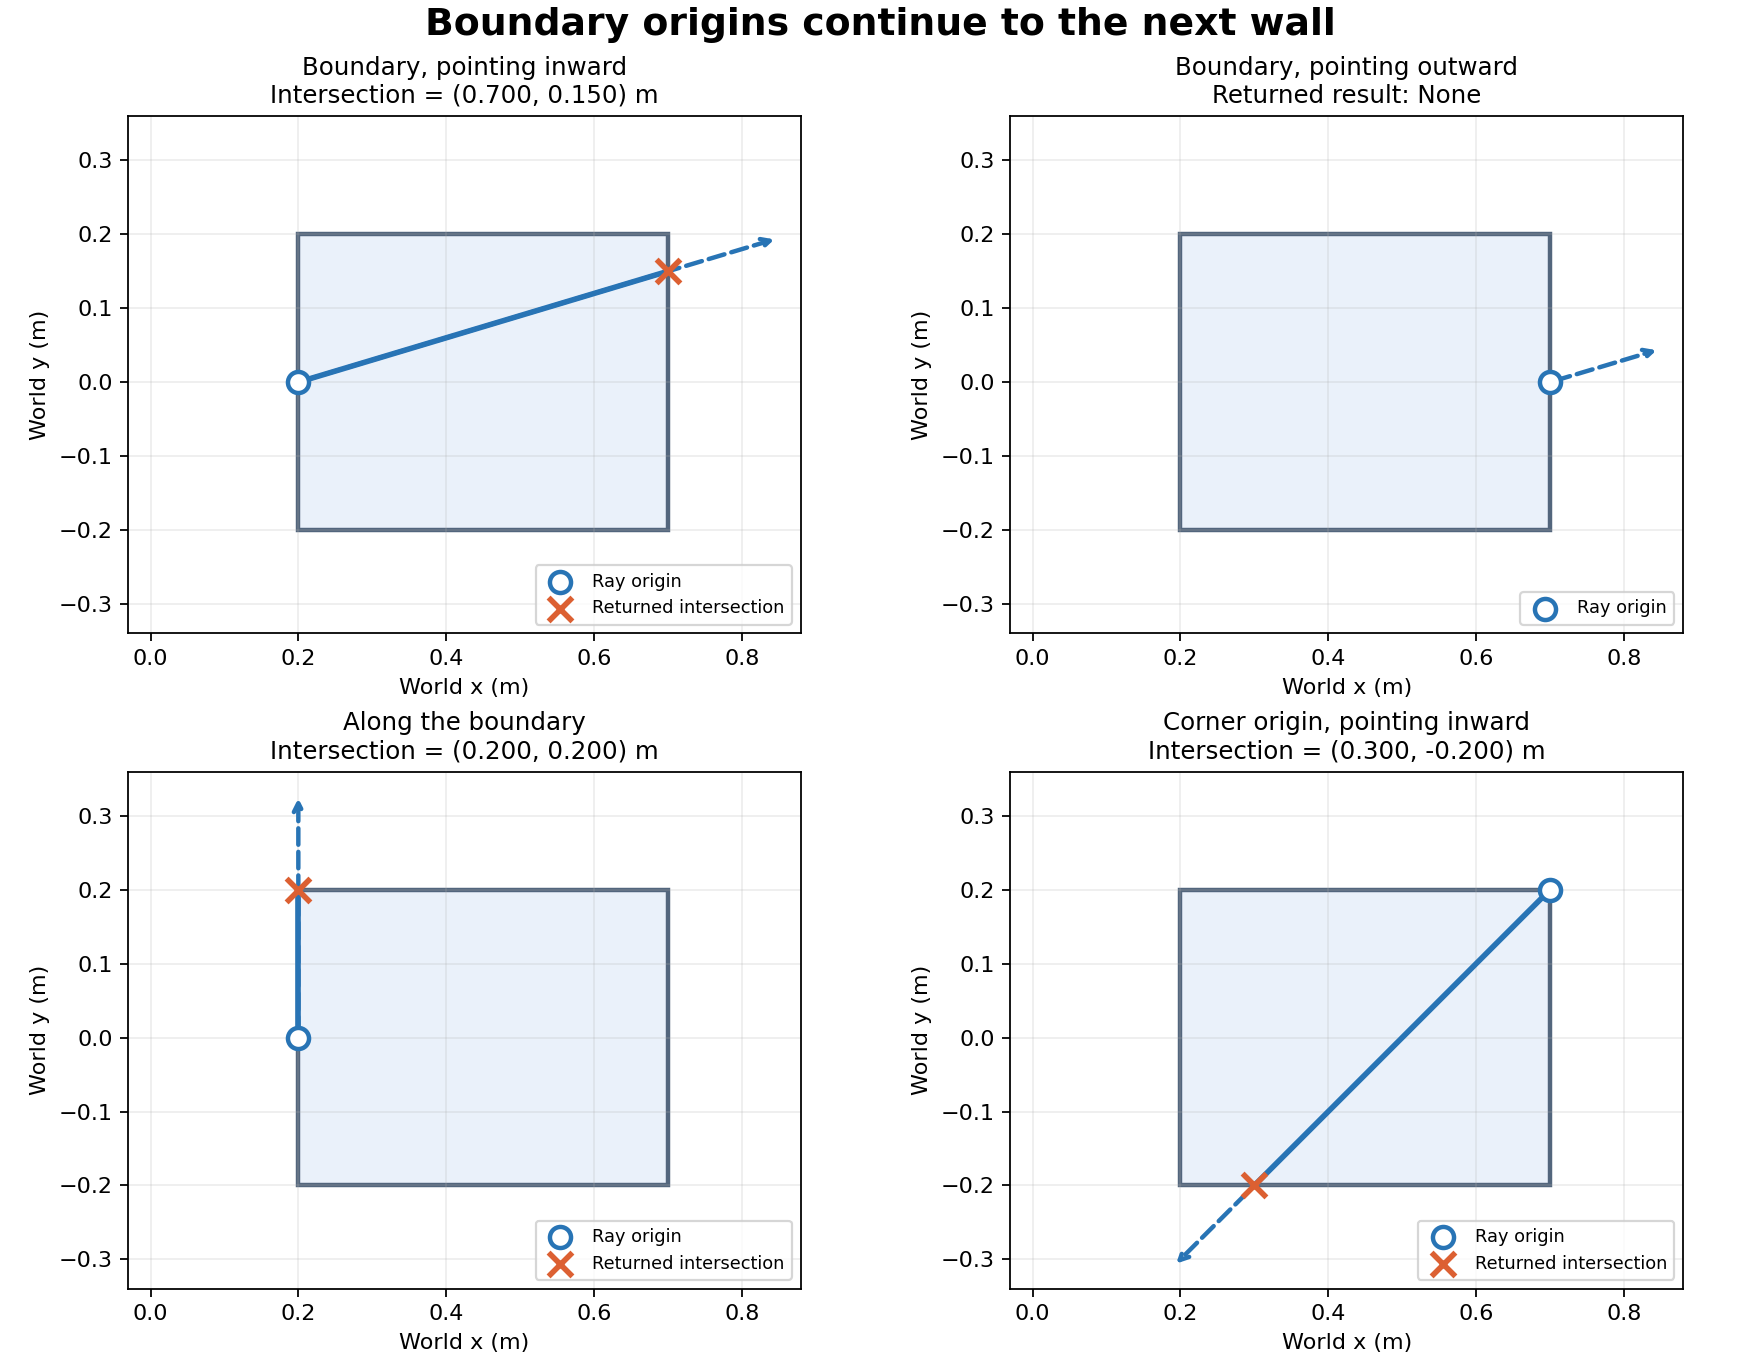 Boundary origins continue to the next wall
Boundary, pointing inward
Intersection = (0.700, 0.150) m
0.3
0.2
0.1
0.0
−0.1
−0.2
−0.3
World y (m)
0.0 0.2 0.4 0.6 0.8
World x (m)
Ray origin
Returned intersection
Boundary, pointing outward
Returned result: None
0.3
0.2
0.1
0.0
−0.1
−0.2
−0.3
World y (m)
0.0 0.2 0.4 0.6 0.8
World x (m)
Ray origin
Along the boundary
Intersection = (0.200, 0.200) m
0.3
0.2
0.1
0.0
−0.1
−0.2
−0.3
World y (m)
0.0 0.2 0.4 0.6 0.8
World x (m)
Ray origin
Returned intersection
Corner origin, pointing inward
Intersection = (0.300, -0.200) m
0.3
0.2
0.1
0.0
−0.1
−0.2
−0.3
World y (m)
0.0 0.2 0.4 0.6 0.8
World x (m)
Ray origin
Returned intersection